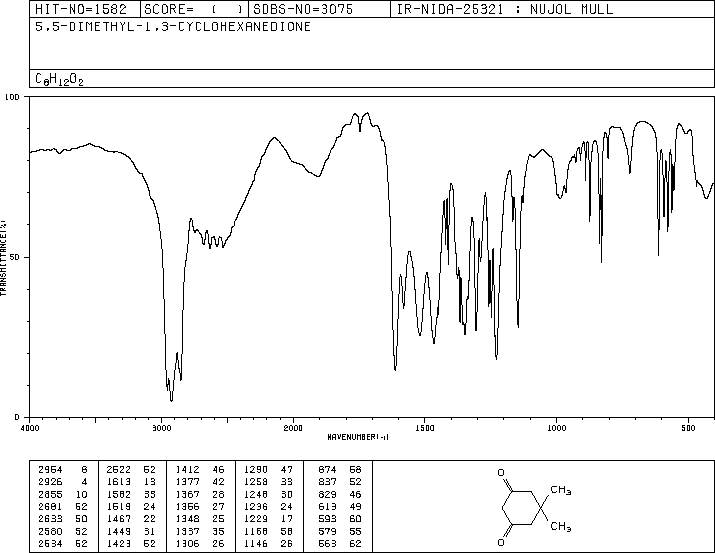 HIT-NO=1582 SCORE= ( ) SDBS-NO=3075 IR-NIDA-25321 : NUJOL MULL
5,5-DIMETHYL-1,3-CYCLOHEXANEDIONE
C8H12O2
100
50
0
TRANSMITTANCE(%)
4000 3000 2000 1500 1000 500
WAVENUMBER(-1)
2954 6 2522 52 1412 46 1290 47 874 58
2926 4 1613 13 1377 42 1258 33 837 52
2855 10 1582 33 1367 28 1248 30 829 46
2681 52 1519 24 1356 27 1236 24 613 49
2633 50 1467 22 1348 25 1229 17 593 60
2580 52 1449 31 1337 35 1168 58 579 55
2534 52 1423 52 1306 26 1146 26 563 62
O
CH3
CH3
O